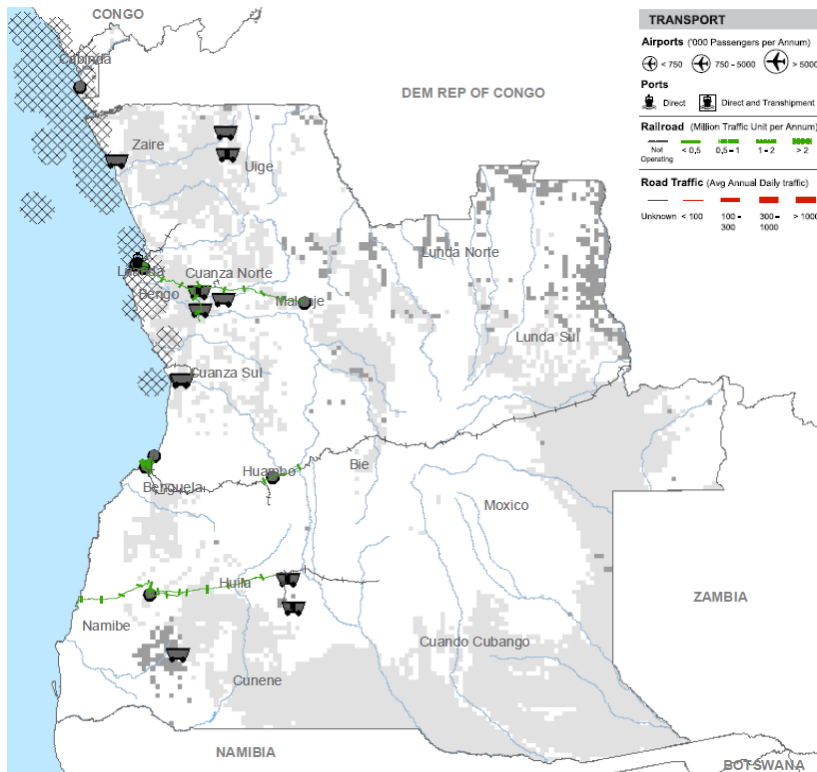 CONGO
Cabinda
DEM REP OF CONGO
Zaire
Uige
Lunda Norte
Luanda
Cuanza Norte
Bengo
Malanje
Lunda Sul
Cuanza Sul
Huambo
Bie
Benguela
Moxico
Huila
ZAMBIA
Namibe
Cuando Cubango
Cunene
NAMIBIA
BOTSWANA
TRANSPORT
Airports ('000 Passengers per Annum)
< 750 750 - 5000 > 5000
Ports
Direct Direct and Transhipment
Railroad (Million Traffic Unit per Annum)
Not Operating < 0,5 0,5 - 1 1 - 2 > 2
Road Traffic (Avg Annual Daily traffic)
Unknown < 100 100 - 300 300 - 1000 > 1000